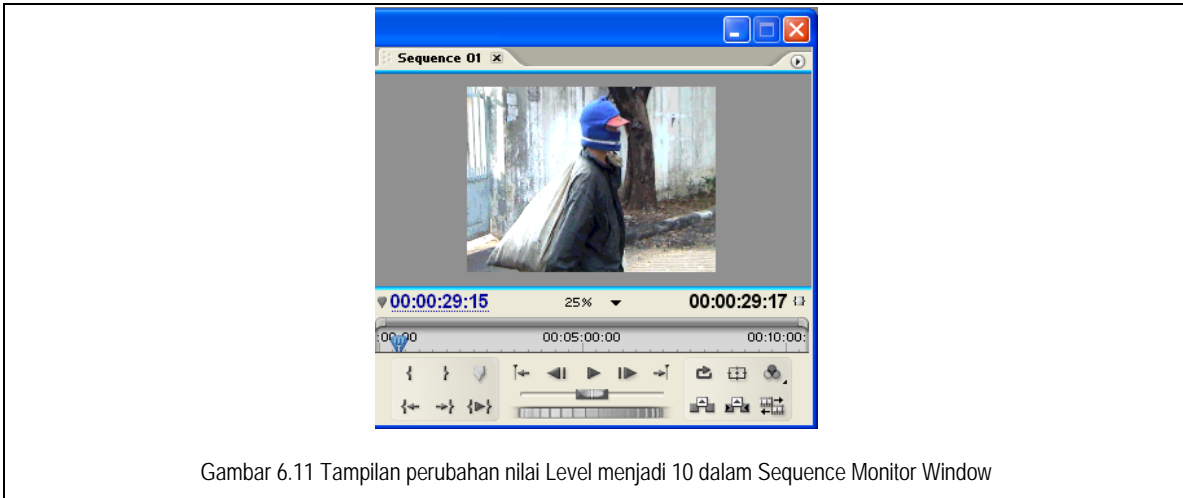 Sequence 01
00:00:29:15 25% 00:00:29:17
:00:00 00:05:00:00 00:10:00:
Gambar 6.11 Tampilan perubahan nilai Level menjadi 10 dalam Sequence Monitor Window